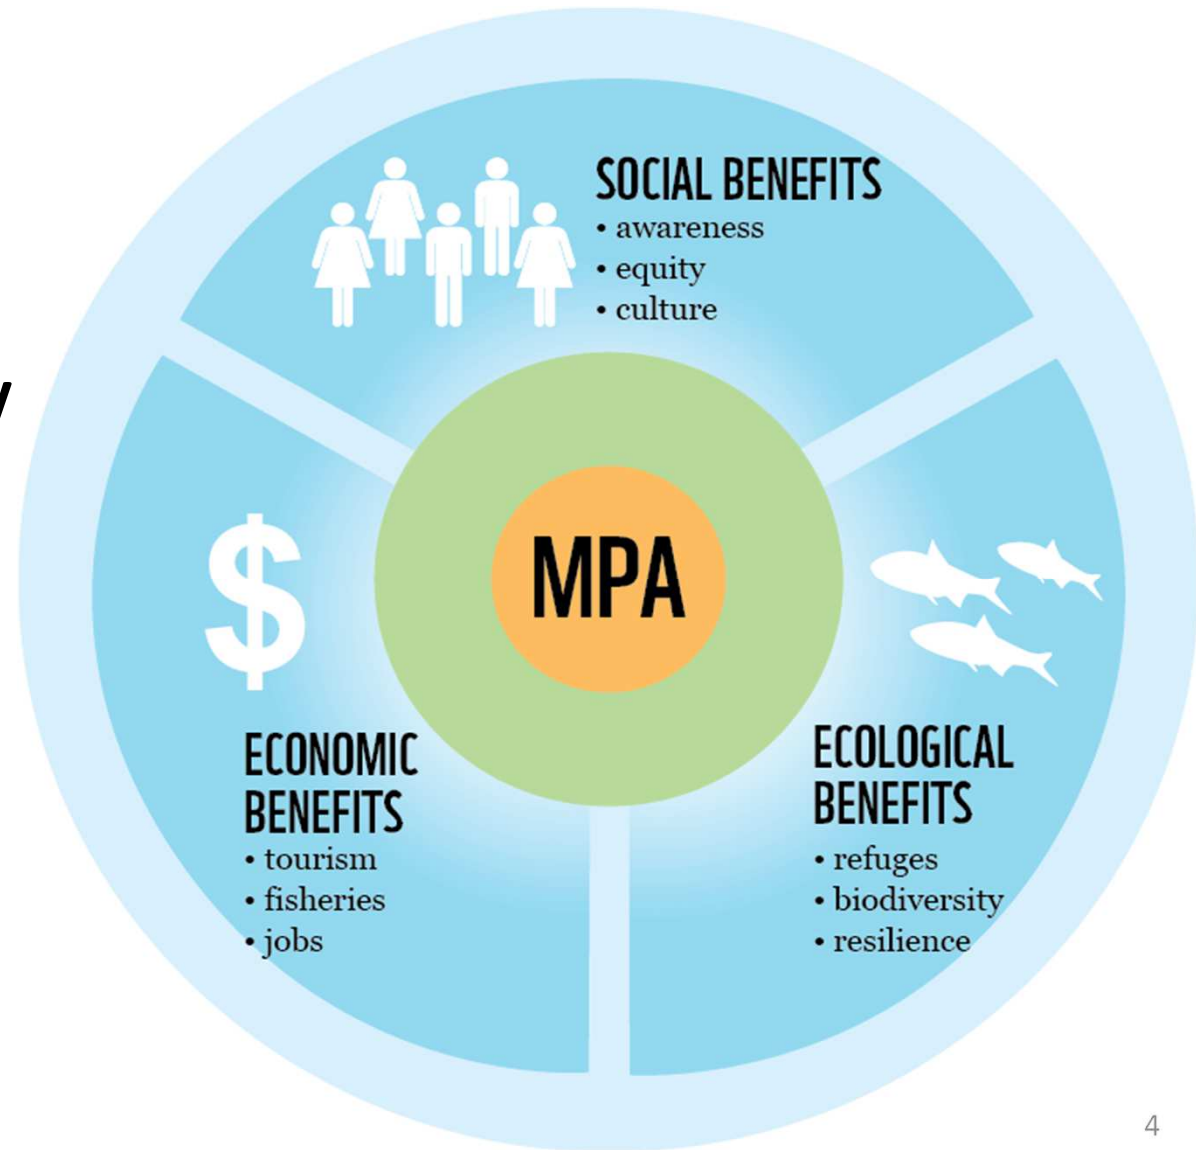 SOCIAL BENEFITS
• awareness
• equity
• culture
MPA
$
ECONOMIC
BENEFITS
• tourism
• fisheries
• jobs
ECOLOGICAL
BENEFITS
• refuges
• biodiversity
• resilience
4